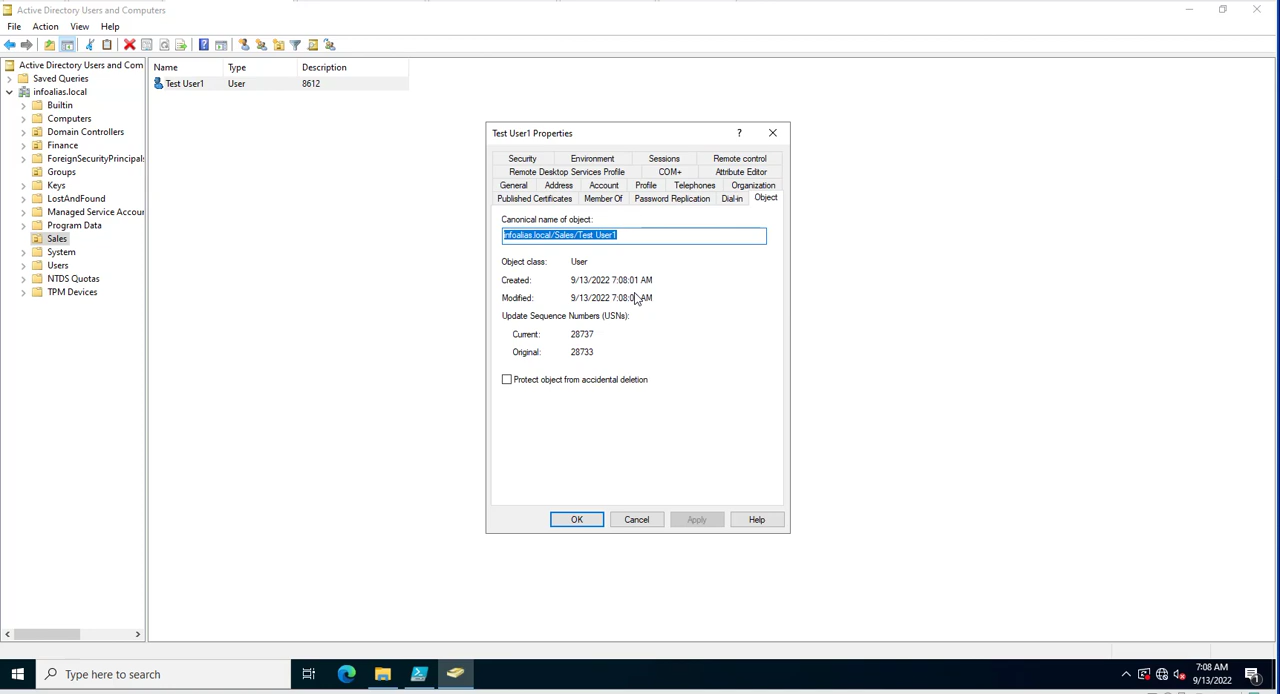 Active Directory Users and Computers
File Action View Help
Active Directory Users and Com
Saved Queries
infoalias.local
Builtin
Computers
Domain Controllers
Finance
ForeignSecurityPrincipals
Groups
Keys
LostAndFound
Managed Service Accour
Program Data
Sales
System
Users
NTDS Quotas
TPM Devices
Name Type Description
Test User1 User 8612
Test User1 Properties
Security Environment Sessions Remote control
Remote Desktop Services Profile COM+ Attribute Editor
General Address Account Profile Telephones Organization
Published Certificates Member Of Password Replication Dial-in Object
Canonical name of object:
infoalias.local/Sales/Test User1
Object class: User
Created: 9/13/2022 7:08:01 AM
Modified: 9/13/2022 AM
Update Sequence Numbers (USNs):
Current: 28737
Original: 28733
Protect object from accidental deletion
OK Cancel Apply Help
Type here to search
7:08 AM
9/13/2022
1